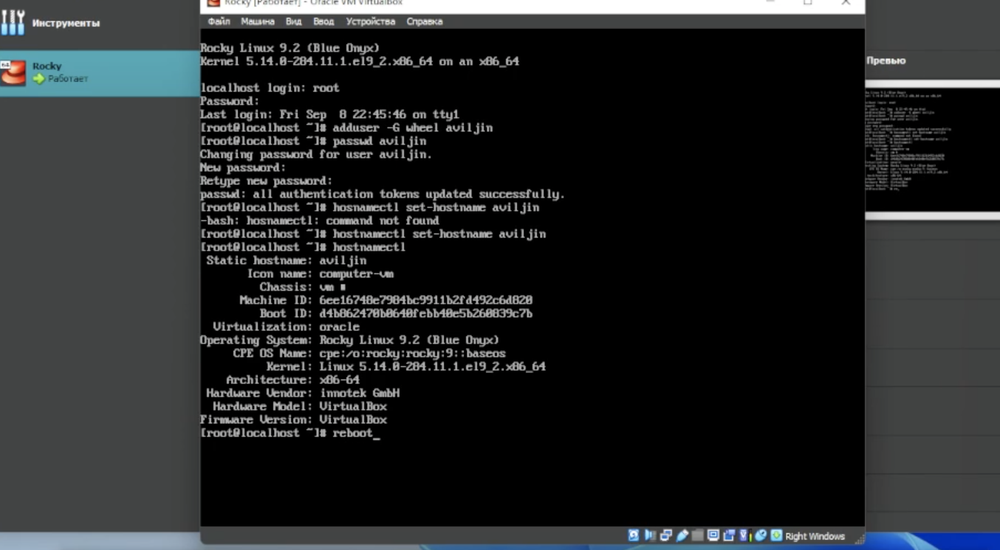 Rocky [Работает] - Oracle VM VirtualBox
Файл Машина Вид Ввод Устройства Справка
Инструменты
64
Rocky
Работает
Превью
Rocky Linux 9.2 (Blue Onyx)
Kernel 5.14.0-284.11.1.el9_2.x86_64 on an x86_64
localhost login: root
Password:
Last login: Fri Sep  8 22:45:46 on tty1
[root@localhost ~]# adduser -G wheel aviljin
[root@localhost ~]# passwd aviljin
Changing password for user aviljin.
New password:
Retype new password:
passwd: all authentication tokens updated successfully.
[root@localhost ~]# hosnamectl set-hostname aviljin
-bash: hosnamectl: command not found
[root@localhost ~]# hostnamectl set-hostname aviljin
[root@localhost ~]# hostnamectl
Static hostname: aviljin
Icon name: computer-vm
Chassis: vm
Machine ID: 6ee16748e7984bc9911b2fd492c6d820
Boot ID: d4b862470b0640febb40e5b260839c7b
Virtualization: oracle
Operating System: Rocky Linux 9.2 (Blue Onyx)
CPE OS Name: cpe:/o:rocky:rocky:9::baseos
Kernel: Linux 5.14.0-284.11.1.el9_2.x86_64
Architecture: x86-64
Hardware Vendor: innotek GmbH
Hardware Model: VirtualBox
Firmware Version: VirtualBox
[root@localhost ~]# reboot_
Right Windows